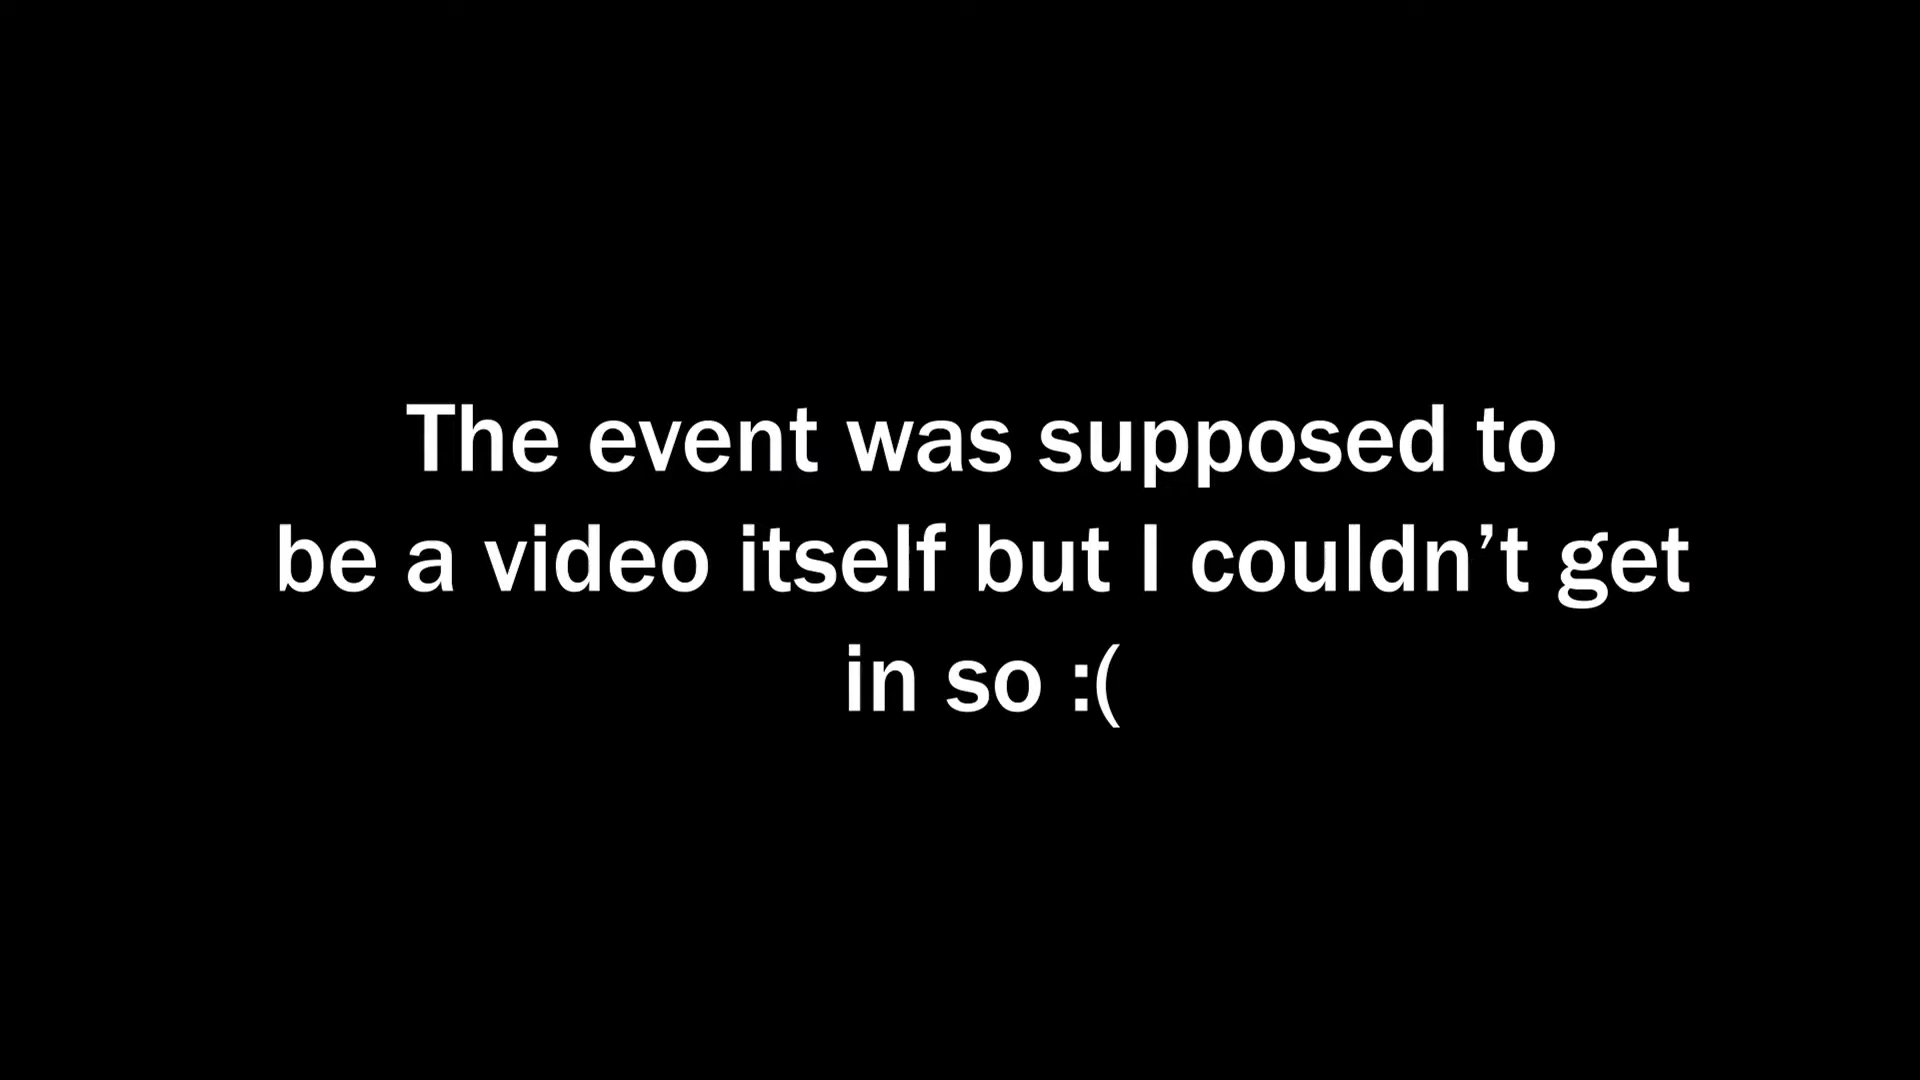 The event was supposed to
be a video itself but I couldn’t get
in so :(